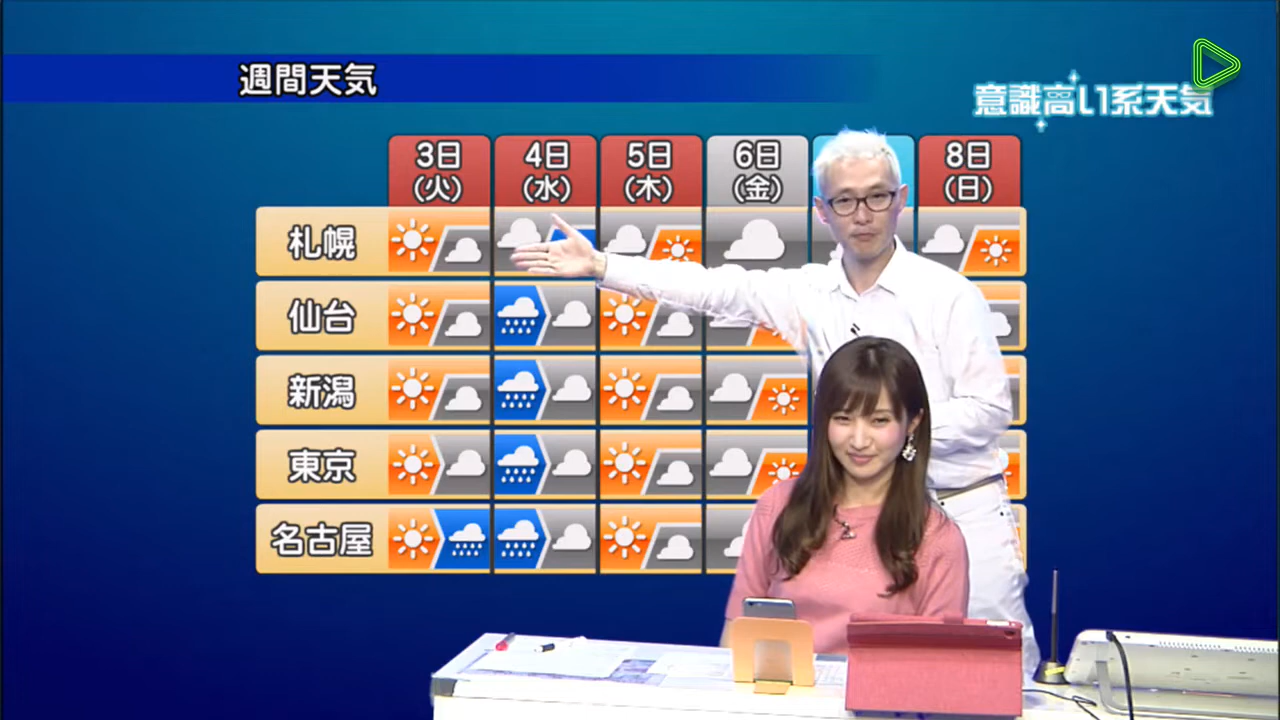 週間天気
意識高い系天気
3日 4日 5日 6日 8日
(火) (水) (木) (金) (日)
札幌
仙台
新潟
東京
名古屋